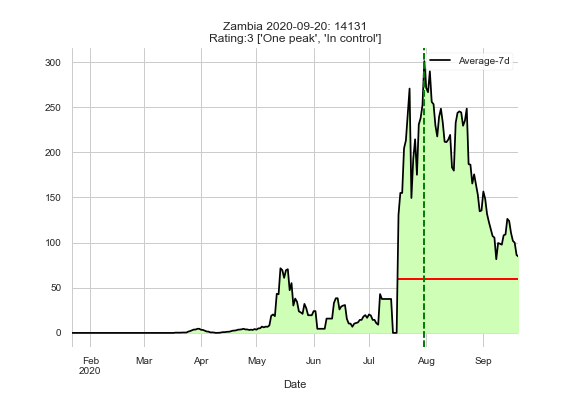 Zambia 2020-09-20: 14131
Rating:3 ['One peak', 'In control']
Average-7d
300
250
200
150
100
50
0
Feb Mar Apr May Jun Jul Aug Sep
2020
Date